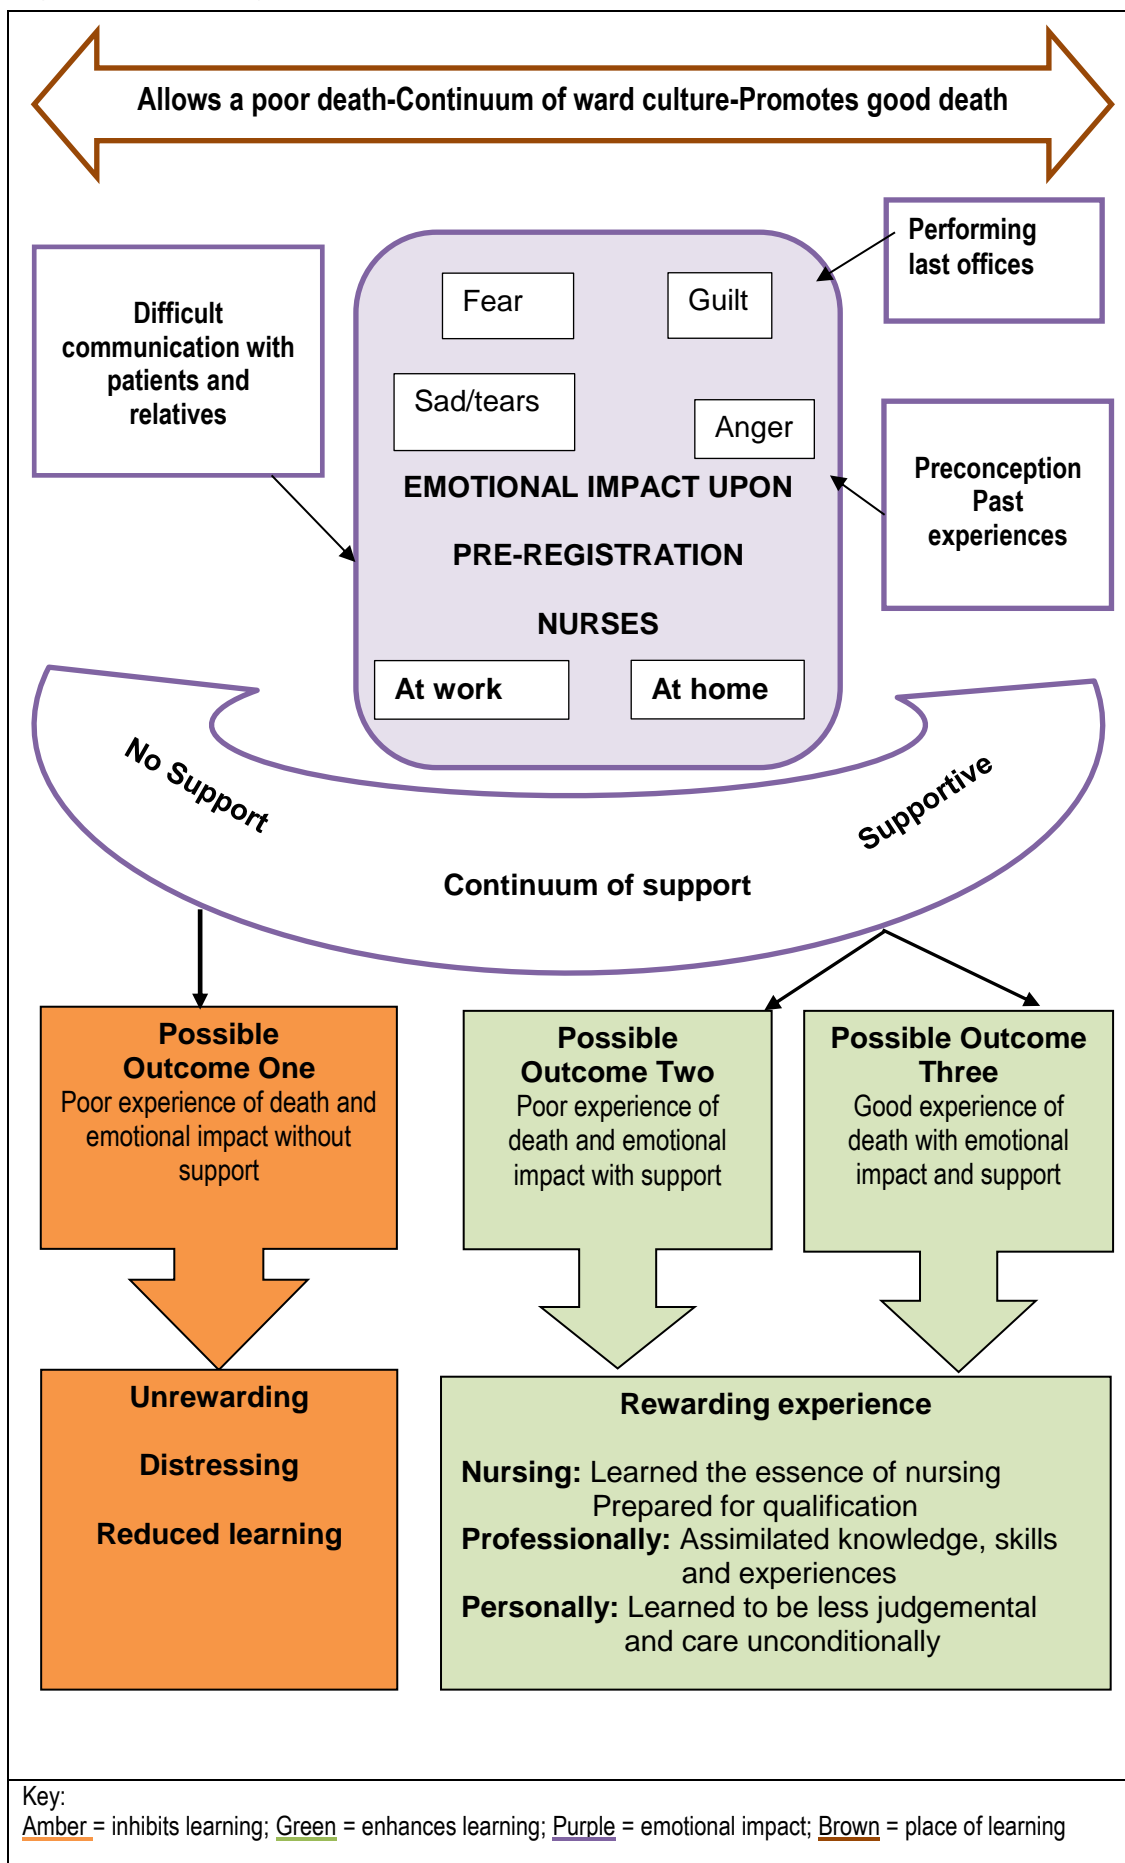 Allows a poor death-Continuum of ward culture-Promotes good death
Performing
last offices
Difficult
communication with
patients and
relatives
Fear
Guilt
Sad/tears
Anger
Preconception
Past
experiences
EMOTIONAL IMPACT UPON
PRE-REGISTRATION
NURSES
At work
At home
No Support
Supportive
Continuum of support
Possible
Outcome One
Poor experience of death and
emotional impact without
support
Possible
Outcome Two
Poor experience of
death and emotional
impact with support
Possible Outcome
Three
Good experience of
death with emotional
impact and support
Unrewarding
Distressing
Reduced learning
Rewarding experience
Nursing: Learned the essence of nursing
Prepared for qualification
Professionally: Assimilated knowledge, skills
and experiences
Personally: Learned to be less judgemental
and care unconditionally
Key:
Amber = inhibits learning; Green = enhances learning; Purple = emotional impact; Brown = place of learning